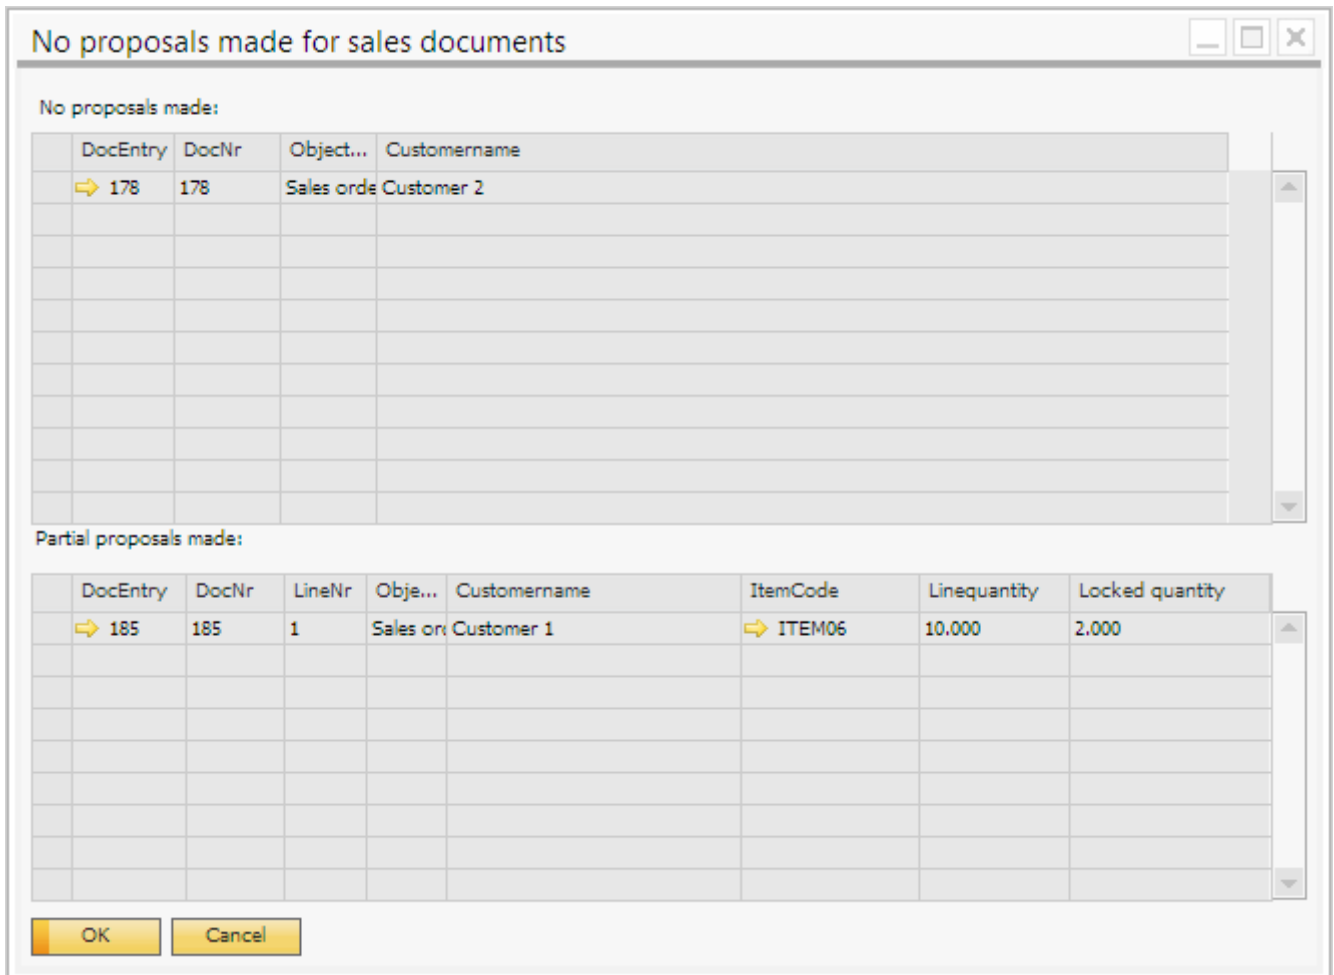 No proposals made for sales documents
No proposals made:
DocEntry DocNr Object... Customername
178 178 Sales orde Customer 2
Partial proposals made:
DocEntry DocNr LineNr Obje... Customername ItemCode Linequantity Locked quantity
185 185 1 Sales ord Customer 1 ITEM06 10.000 2.000
OK Cancel